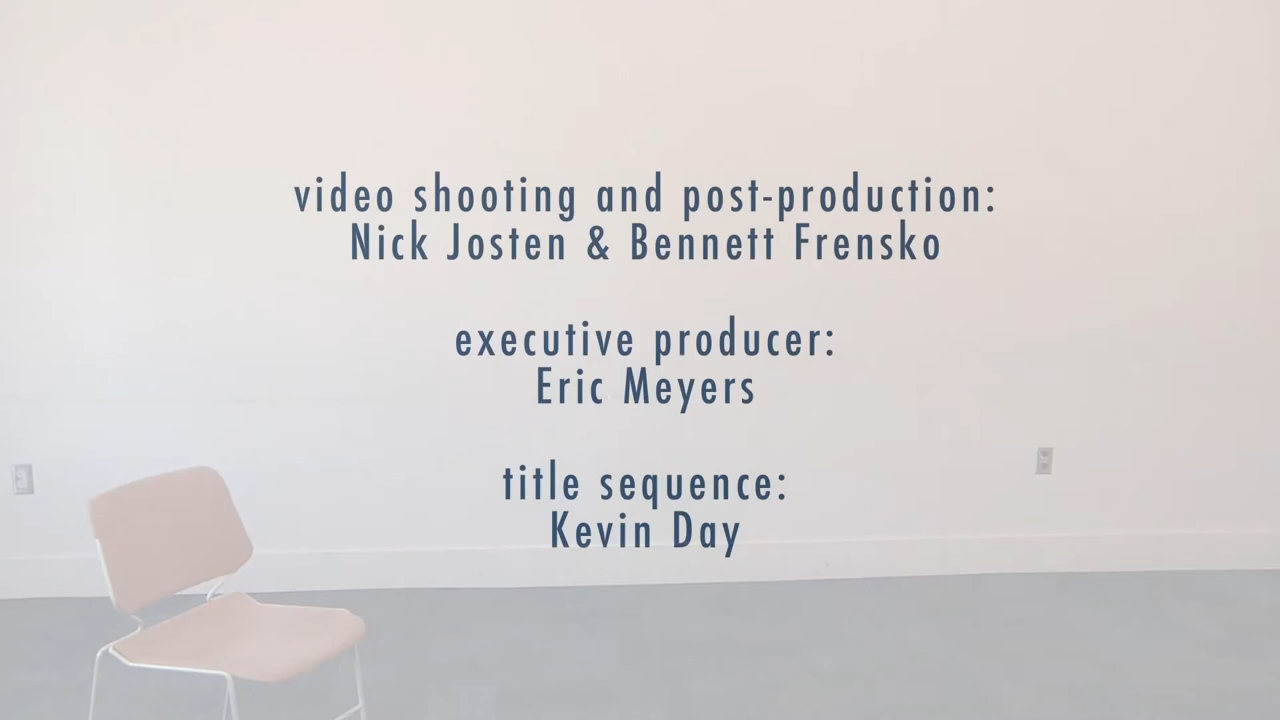 video shooting and post-production:
Nick Josten & Bennett Frensko
executive producer:
Eric Meyers
title sequence:
Kevin Day